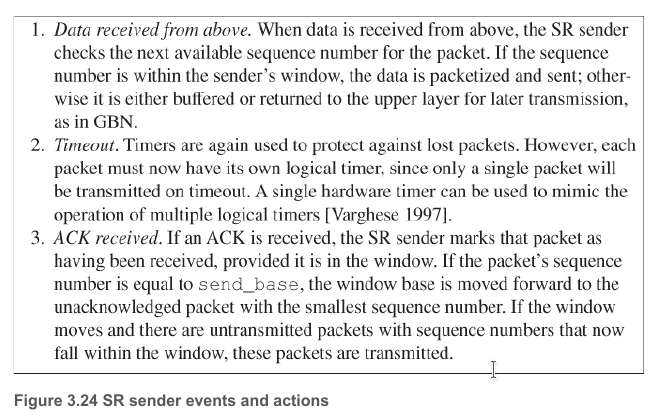 1. Data received from above. When data is received from above, the SR sender
checks the next available sequence number for the packet. If the sequence
number is within the sender’s window, the data is packetized and sent; other-
wise it is either buffered or returned to the upper layer for later transmission,
as in GBN.
2. Timeout. Timers are again used to protect against lost packets. However, each
packet must now have its own logical timer, since only a single packet will
be transmitted on timeout. A single hardware timer can be used to mimic the
operation of multiple logical timers [Varghese 1997].
3. ACK received. If an ACK is received, the SR sender marks that packet as
having been received, provided it is in the window. If the packet’s sequence
number is equal to send_base, the window base is moved forward to the
unacknowledged packet with the smallest sequence number. If the window
moves and there are untransmitted packets with sequence numbers that now
fall within the window, these packets are transmitted.
Figure 3.24 SR sender events and actions